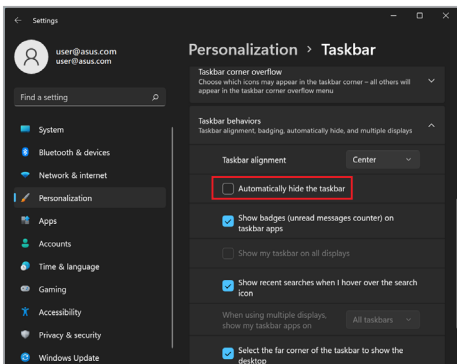 Settings
user@asus.com
user@asus.com
Find a setting
System
Bluetooth & devices
Network & internet
Personalization
Apps
Accounts
Time & language
Gaming
Accessibility
Privacy & security
Windows Update
Personalization > Taskbar
Taskbar corner overflow
Choose which icons may appear in the taskbar corner – all others will
appear in the taskbar corner overflow menu
Taskbar behaviors
Taskbar alignment, badging, automatically hide, and multiple displays
Taskbar alignment
Center
Automatically hide the taskbar
Show badges (unread messages counter) on
taskbar apps
Show my taskbar on all displays
Show recent searches when I hover over the search
icon
When using multiple displays,
show my taskbar apps on
All taskbars
Select the far corner of the taskbar to show the
desktop